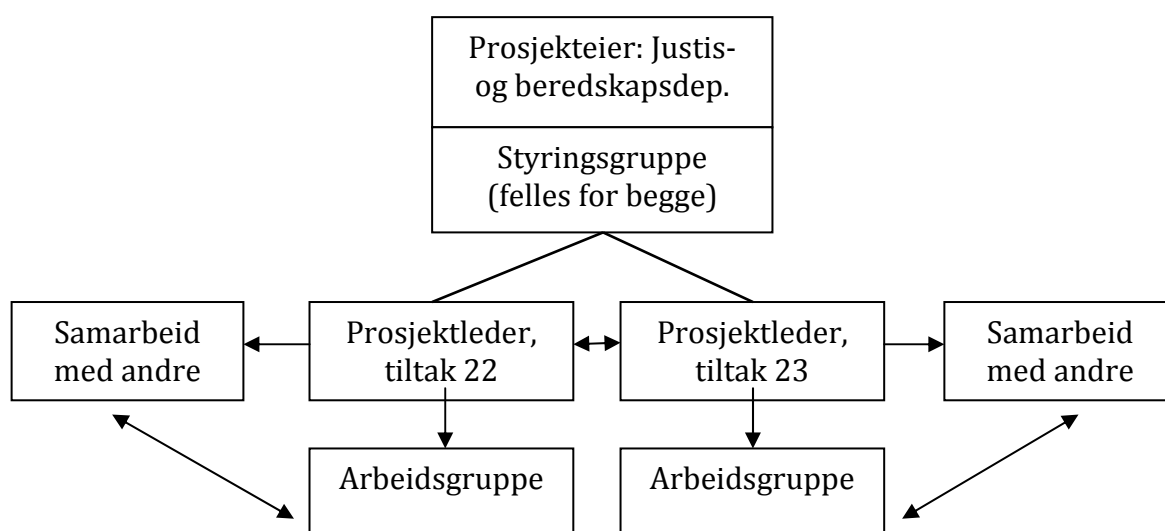 Prosjekteier: Justis-
og beredskapsdep.
Styringsgruppe
(felles for begge)
Samarbeid
med andre
Prosjektleder,
tiltak 22
Prosjektleder,
tiltak 23
Samarbeid
med andre
Arbeidsgruppe
Arbeidsgruppe